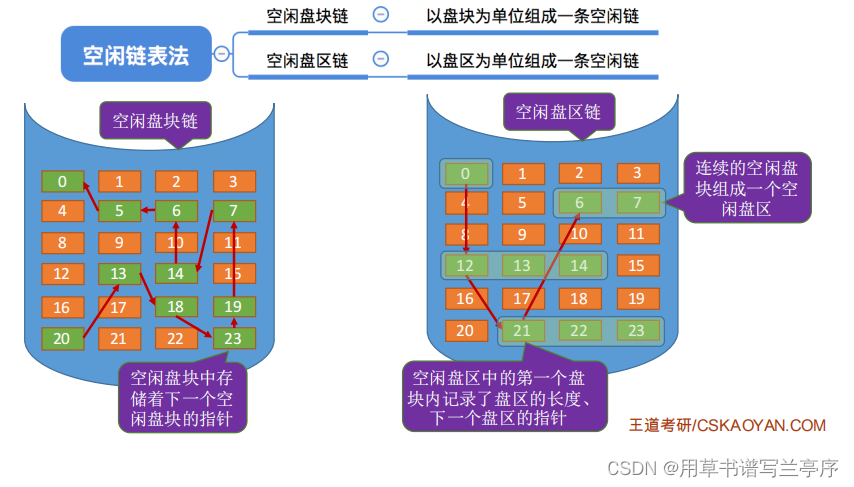 空闲链表法
空闲盘块链
以盘块为单位组成一条空闲链
空闲盘区链
以盘区为单位组成一条空闲链
空闲盘块链
0 1 2 3
4 5 6 7
8 9 10 11
12 13 14 15
16 17 18 19
20 21 22 23
空闲盘块中存
储着下一个空
闲盘块的指针
空闲盘区链
0 1 2 3
4 5 6 7
8 9 10 11
12 13 14 15
16 17 18 19
20 21 22 23
连续的空闲盘
块组成一个空
闲盘区
空闲盘区中的第一个盘
块内记录了盘区的长度、
下一个盘区的指针
王道考研/CSKAOYAN.COM
CSDN @用草书谱写兰亭序